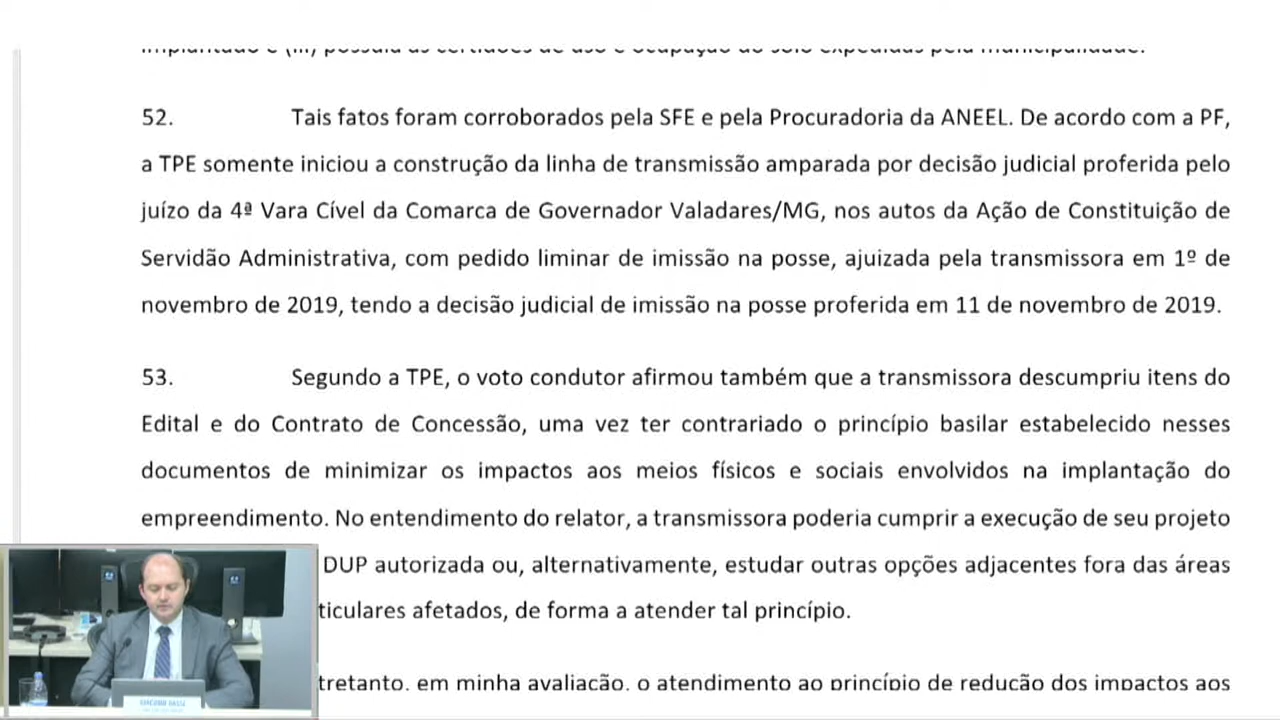 52. Tais fatos foram corroborados pela SFE e pela Procuradoria da ANEEL. De acordo com a PF,
a TPE somente iniciou a construção da linha de transmissão amparada por decisão judicial proferida pelo
juízo da 4ª Vara Cível da Comarca de Governador Valadares/MG, nos autos da Ação de Constituição de
Servidão Administrativa, com pedido liminar de imissão na posse, ajuizada pela transmissora em 1º de
novembro de 2019, tendo a decisão judicial de imissão na posse proferida em 11 de novembro de 2019.
53. Segundo a TPE, o voto condutor afirmou também que a transmissora descumpriu itens do
Edital e do Contrato de Concessão, uma vez ter contrariado o princípio basilar estabelecido nesses
documentos de minimizar os impactos aos meios físicos e sociais envolvidos na implantação do
empreendimento. No entendimento do relator, a transmissora poderia cumprir a execução de seu projeto
DUP autorizada ou, alternativamente, estudar outras opções adjacentes fora das áreas
ticulares afetados, de forma a atender tal princípio.
tretanto, em minha avaliação, o atendimento ao princípio de redução dos impactos aos